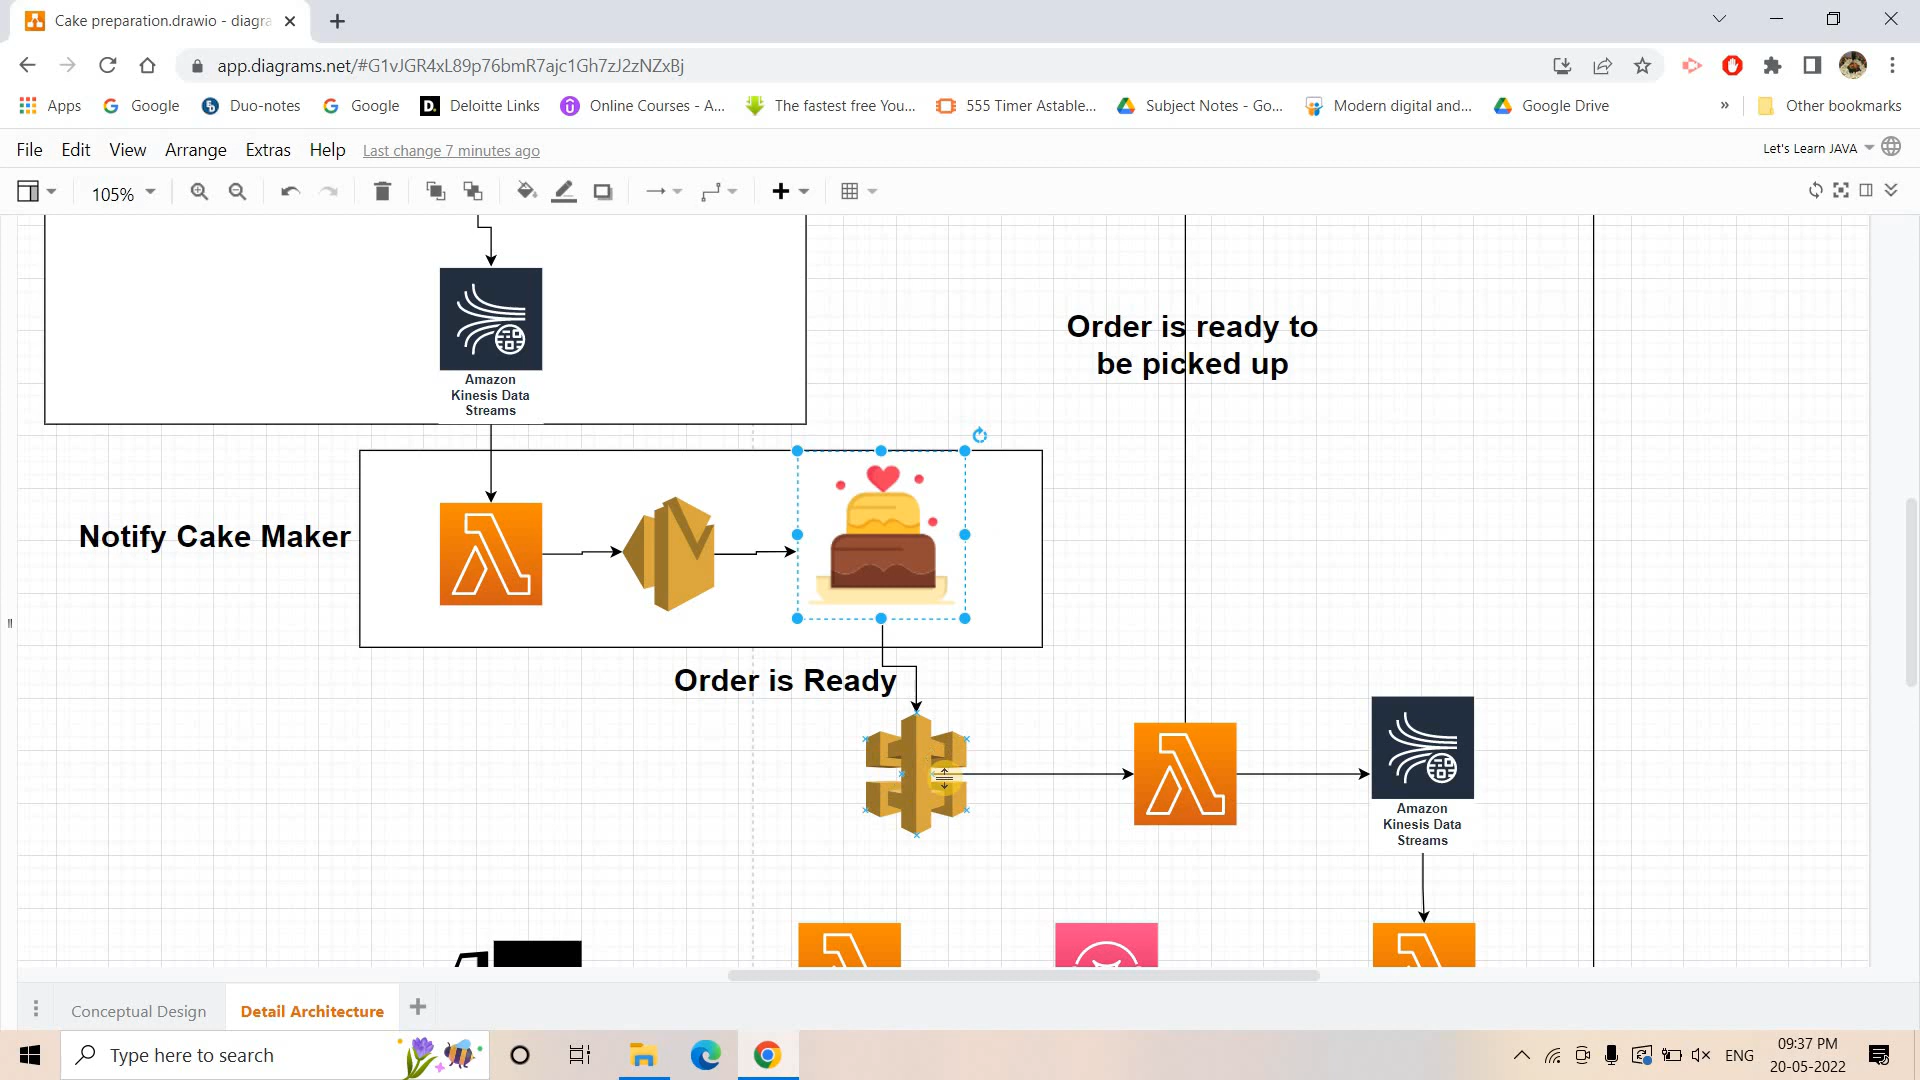 Cake preparation.drawio - diagra
app.diagrams.net/#G1vJGR4xL89p76bmR7ajc1Gh7zJ2zNZxBj
Apps
Google
Duo-notes
Google
D.
Deloitte Links
Online Courses - A...
The fastest free You...
555 Timer Astable...
Subject Notes - Go...
Modern digital and...
Google Drive
»
Other bookmarks
File
Edit
View
Arrange
Extras
Help
Last change 7 minutes ago
Let's Learn JAVA
105%
Amazon
Kinesis Data
Streams
Order is ready to
be picked up
Notify Cake Maker
Order is Ready
Amazon
Kinesis Data
Streams
Conceptual Design
Detail Architecture
Type here to search
ENG
09:37 PM
20-05-2022